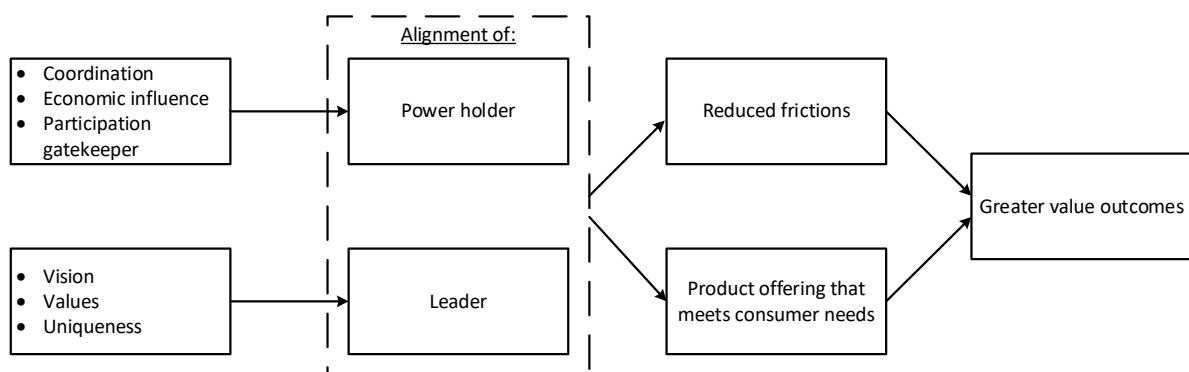 Alignment of:
• Coordination
• Economic influence
• Participation
gatekeeper
Power holder
Reduced frictions
Greater value outcomes
• Vision
• Values
• Uniqueness
Leader
Product offering that
meets consumer needs